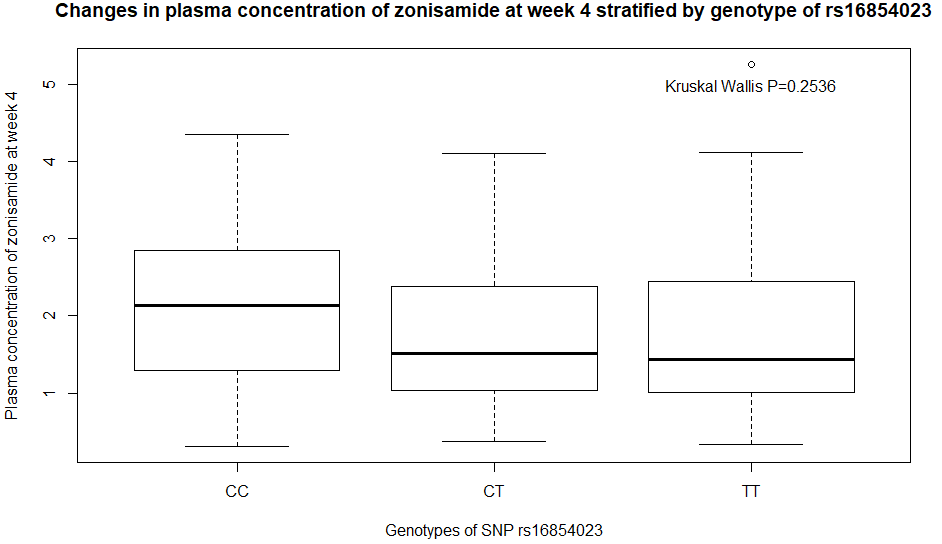 Changes in plasma concentration of zonisamide at week 4 stratified by genotype of rs16854023
Kruskal Wallis P=0.2536
Plasma concentration of zonisamide at week 4
5
4
3
2
1
CC CT TT
Genotypes of SNP rs16854023